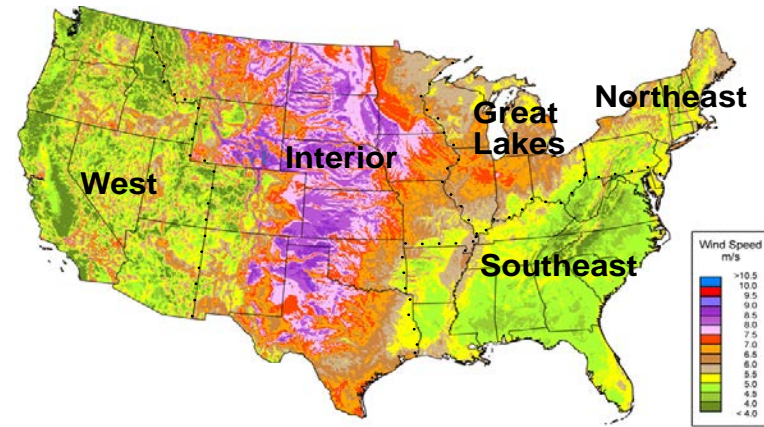 Northeast
Great
Lakes
Interior
West
Southeast
Wind Speed
m/s
>10.5
10.0
9.5
9.0
8.5
8.0
7.5
7.0
6.5
6.0
5.5
5.0
4.5
4.0
< 4.0